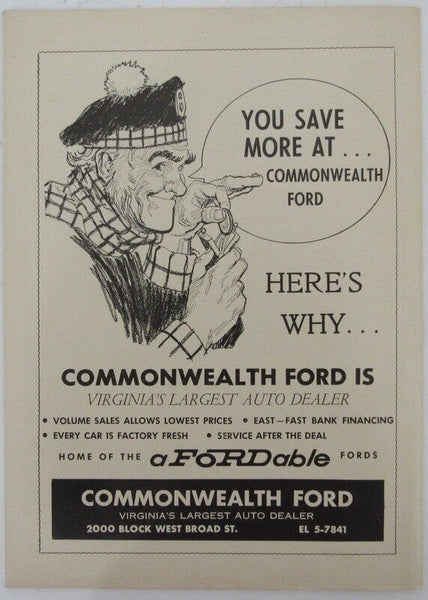 YOU SAVE
MORE AT...
COMMONWEALTH
FORD
HERE'S
WHY...
COMMONWEALTH FORD IS
VIRGINIA'S LARGEST AUTO DEALER
• VOLUME SALES ALLOWS LOWEST PRICES • EAST—FAST BANK FINANCING
• EVERY CAR IS FACTORY FRESH • SERVICE AFTER THE DEAL
HOME OF THE aFORDable FORDS
COMMONWEALTH FORD
VIRGINIA'S LARGEST AUTO DEALER
2000 BLOCK WEST BROAD ST. EL 5-7841